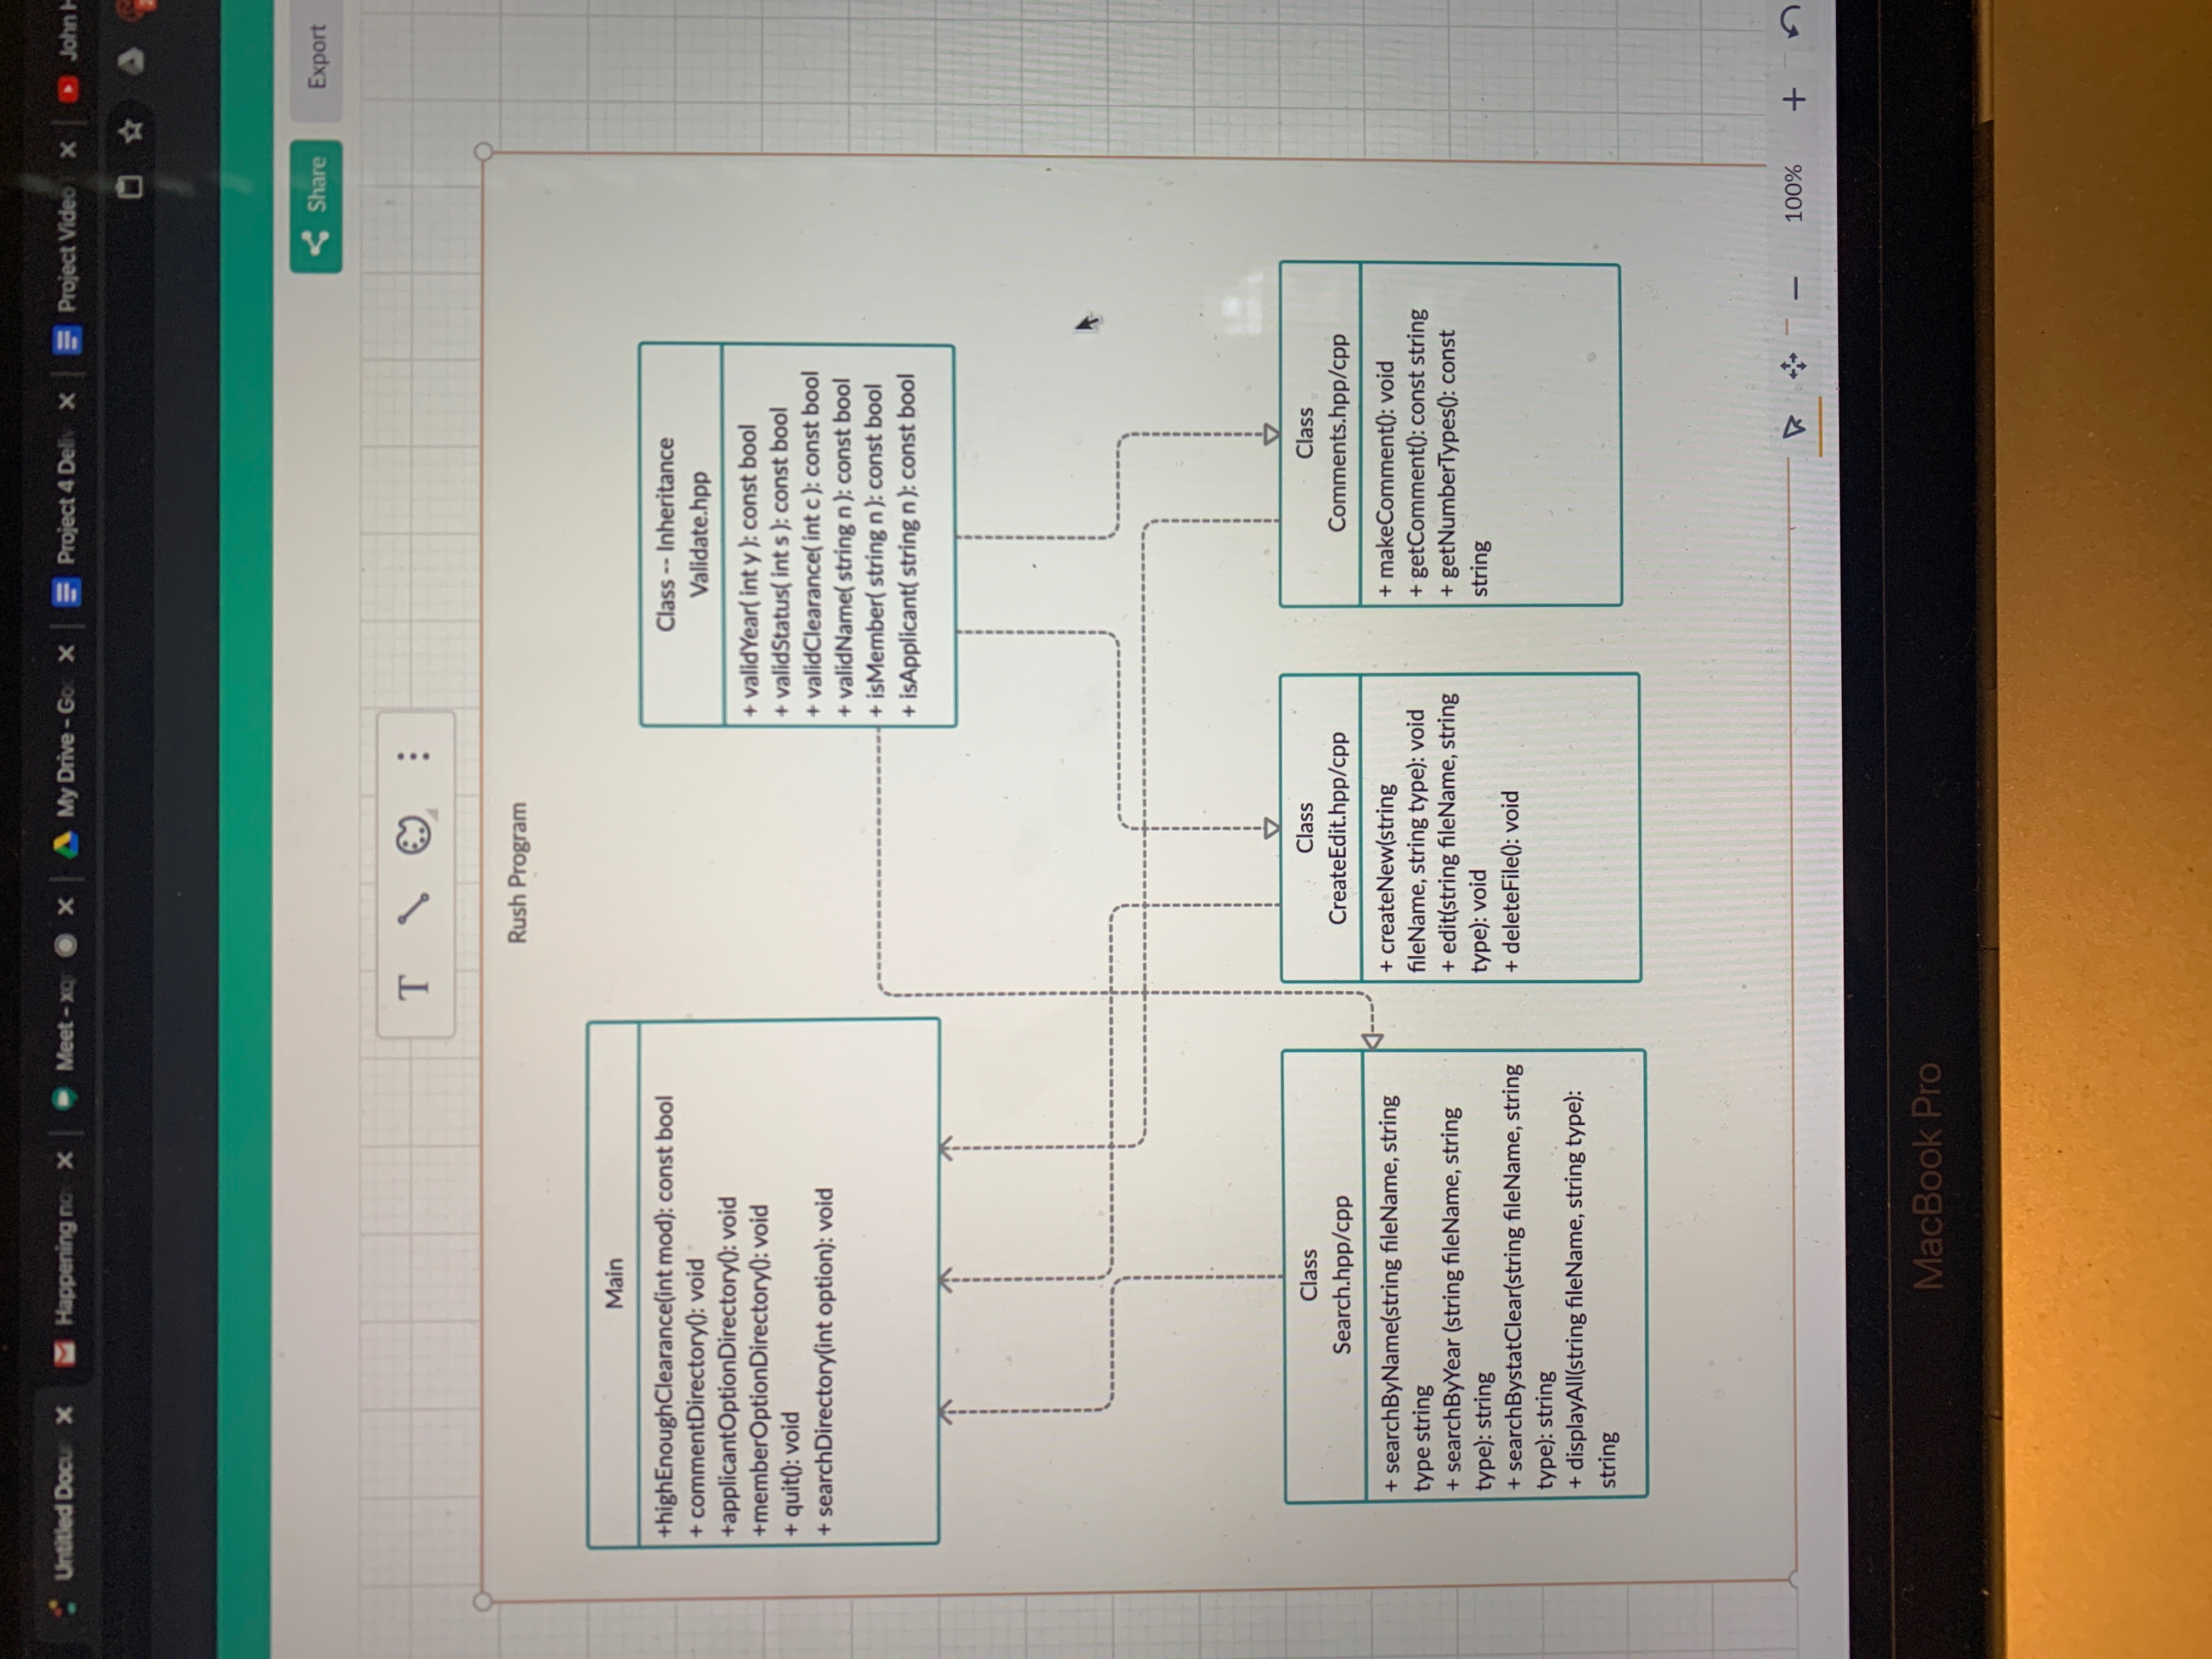 Untitled Docu
Happening no
Meet - xq
My Drive - Go
Project 4 Deliv
Project Video
John H
Share
Export
T
Rush Program
Main
+highEnoughClearance(int mod): const bool
+ commentDirectory(): void
+applicantOptionDirectory(): void
+memberOptionDirectory(): void
+ quit(): void
+ searchDirectory(int option): void
Class -- Inheritance
Validate.hpp
+ validYear( int y ): const bool
+ validStatus( int s ): const bool
+ validClearance( int c ): const bool
+ validName( string n ): const bool
+ isMember( string n ): const bool
+ isApplicant( string n ): const bool
Class
Search.hpp/cpp
+ searchByName(string fileName, string
type string
+ searchByYear (string fileName, string
type): string
+ searchBystatClear(string fileName, string
type): string
+ displayAll(string fileName, string type):
string
Class
CreateEdit.hpp/cpp
+ createNew(string
fileName, string type): void
+ edit(string fileName, string
type): void
+ deleteFile(): void
Class
Comments.hpp/cpp
+ makeComment(): void
+ getComment(): const string
+ getNumberTypes(): const
string
100%
MacBook Pro